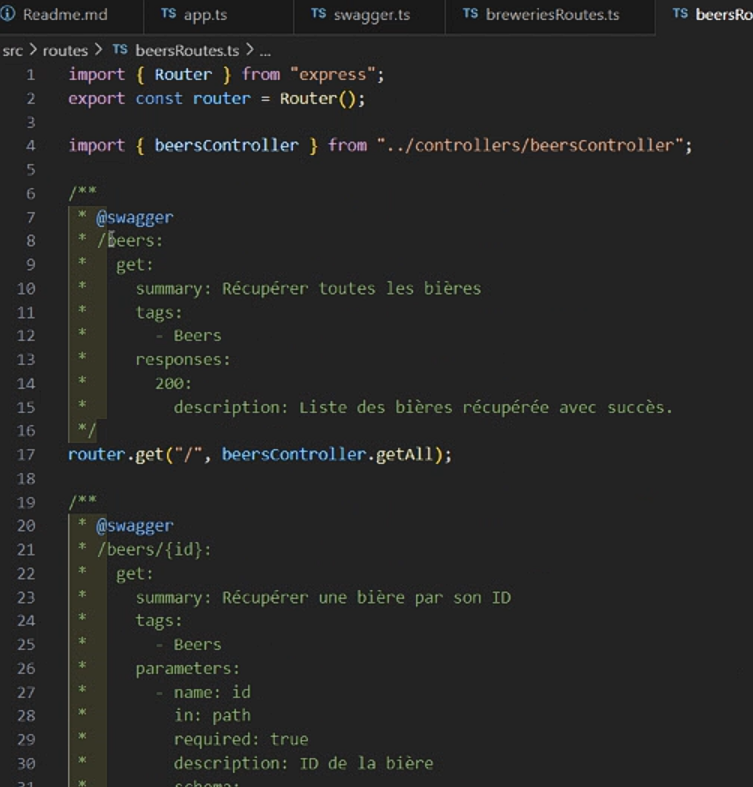 Readme.md TS app.ts TS swagger.ts TS breweriesRoutes.ts TS beersRo
src > routes > TS beersRoutes.ts > ...
1 import { Router } from "express";
2 export const router = Router();
3
4 import { beersController } from "../controllers/beersController";
5
6 /**
7 * @swagger
8 * /beers:
9 *   get:
10 *     summary: Récupérer toutes les bières
11 *     tags:
12 *       - Beers
13 *     responses:
14 *       200:
15 *         description: Liste des bières récupérée avec succès.
16 */
17 router.get("/", beersController.getAll);
18
19 /**
20 * @swagger
21 * /beers/{id}:
22 *   get:
23 *     summary: Récupérer une bière par son ID
24 *     tags:
25 *       - Beers
26 *     parameters:
27 *       - name: id
28 *         in: path
29 *         required: true
30 *         description: ID de la bière
31 *         schema: